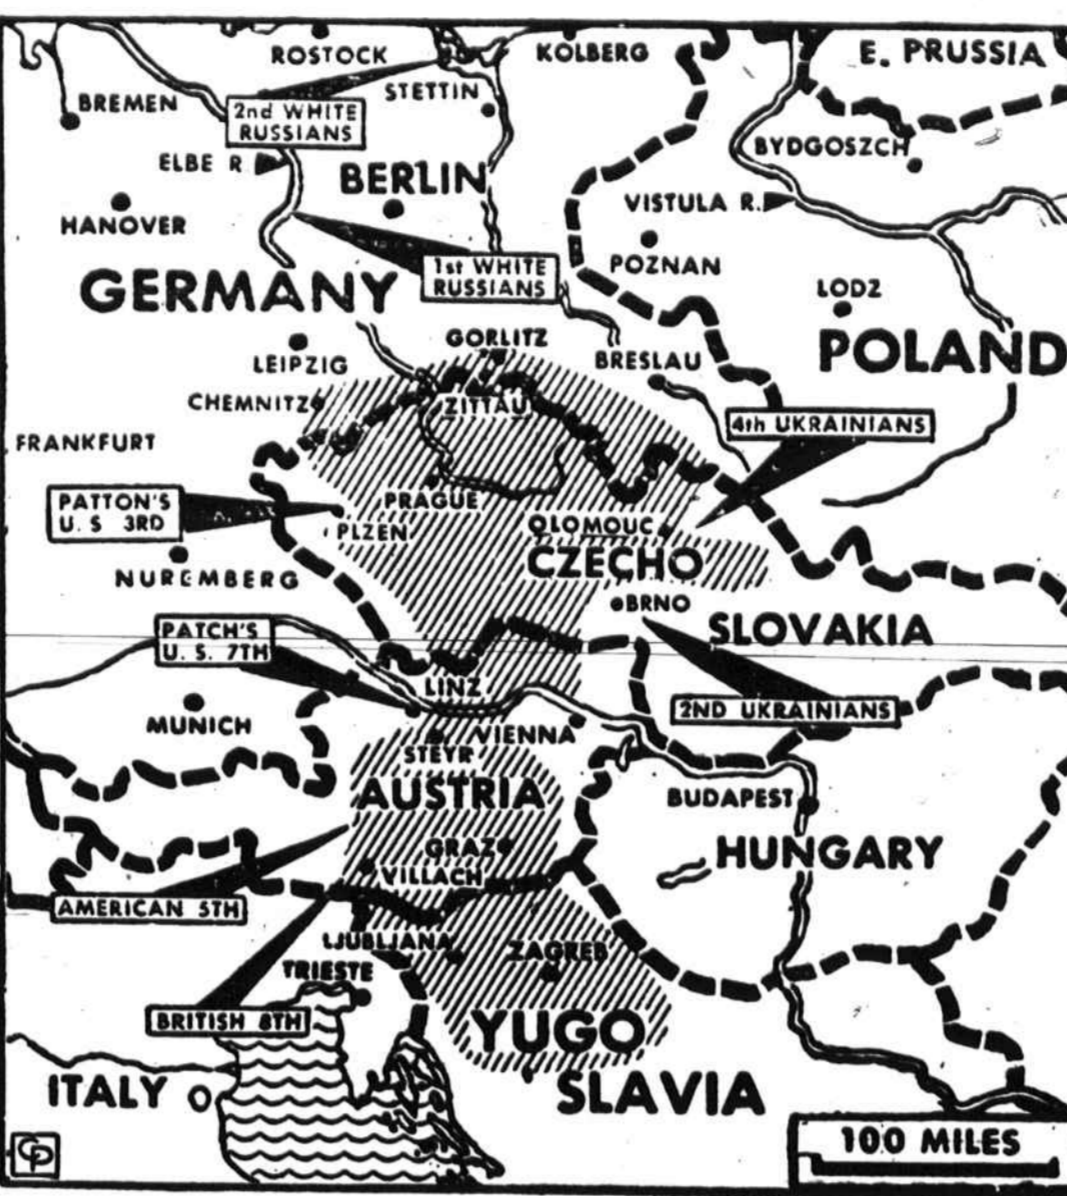 ROSTOCK
KOLBERG
E. PRUSSIA
BREMEN
STETTIN
2nd WHITE
RUSSIANS
BYDGOSZCH
ELBE R
BERLIN
VISTULA R.
HANOVER
1st WHITE
RUSSIANS
POZNAN
GERMANY
LODZ
GORLITZ
LEIPZIG
BRESLAU
POLAND
CHEMNITZ
ZITTAU
4th UKRAINIANS
FRANKFURT
PATTON'S
U. S 3RD
PRAGUE
PLZEN
OLOMOUC
CZECHO
NUREMBERG
BRNO
SLOVAKIA
PATCH'S
U. S. 7TH
LINZ
2ND UKRAINIANS
MUNICH
VIENNA
STEYR
AUSTRIA
BUDAPEST
GRAZ
HUNGARY
VILLACH
AMERICAN 5TH
LJUBLJANA
ZAGREB
TRIESTE
BRITISH 8TH
YUGO
ITALY
SLAVIA
100 MILES
CP